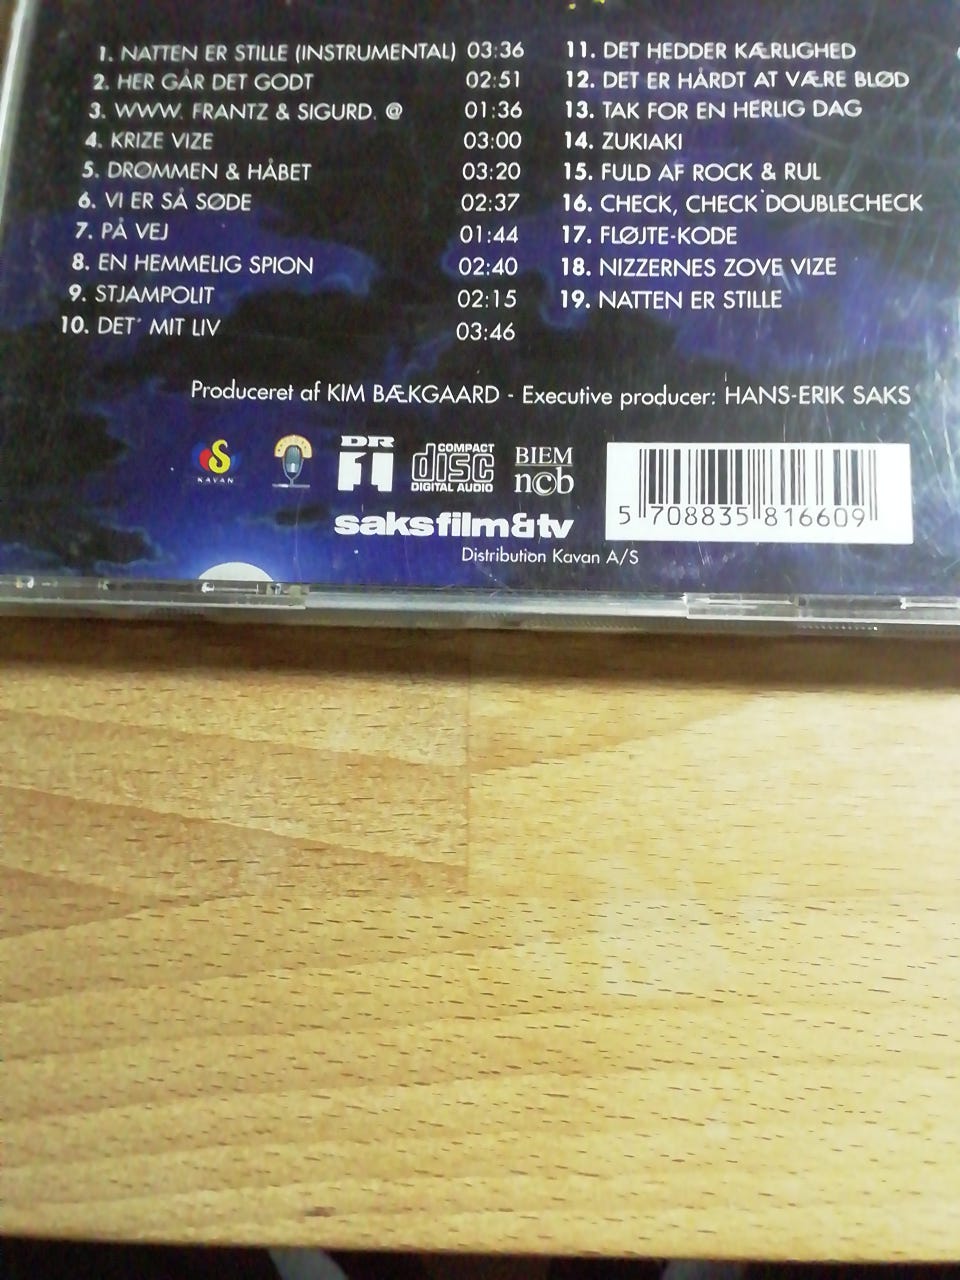 1. NATTEN ER STILLE (INSTRUMENTAL) 03:36
2. HER GÅR DET GODT 02:51
3. WWW. FRANTZ & SIGURD. @ 01:36
4. KRIZE VIZE 03:00
5. DRØMMEN & HÅBET 03:20
6. VI ER SÅ SØDE 02:37
7. PÅ VEJ 01:44
8. EN HEMMELIG SPION 02:40
9. STJAMPOLIT 02:15
10. DET' MIT LIV 03:46
11. DET HEDDER KÆRLIGHED
12. DET ER HÅRDT AT VÆRE BLØD
13. TAK FOR EN HERLIG DAG
14. ZUKIAKI
15. FULD AF ROCK & RUL
16. CHECK, CHECK DOUBLECHECK
17. FLØJTE-KODE
18. NIZZERNES ZOVE VIZE
19. NATTEN ER STILLE
Produceret af KIM BÆKGAARD - Executive producer: HANS-ERIK SAKS
S
KAVAN
DR
1
COMPACT
disc
DIGITAL AUDIO
BIEM
ncb
5 708835 816609
saksfilm&tv
Distribution Kavan A/S